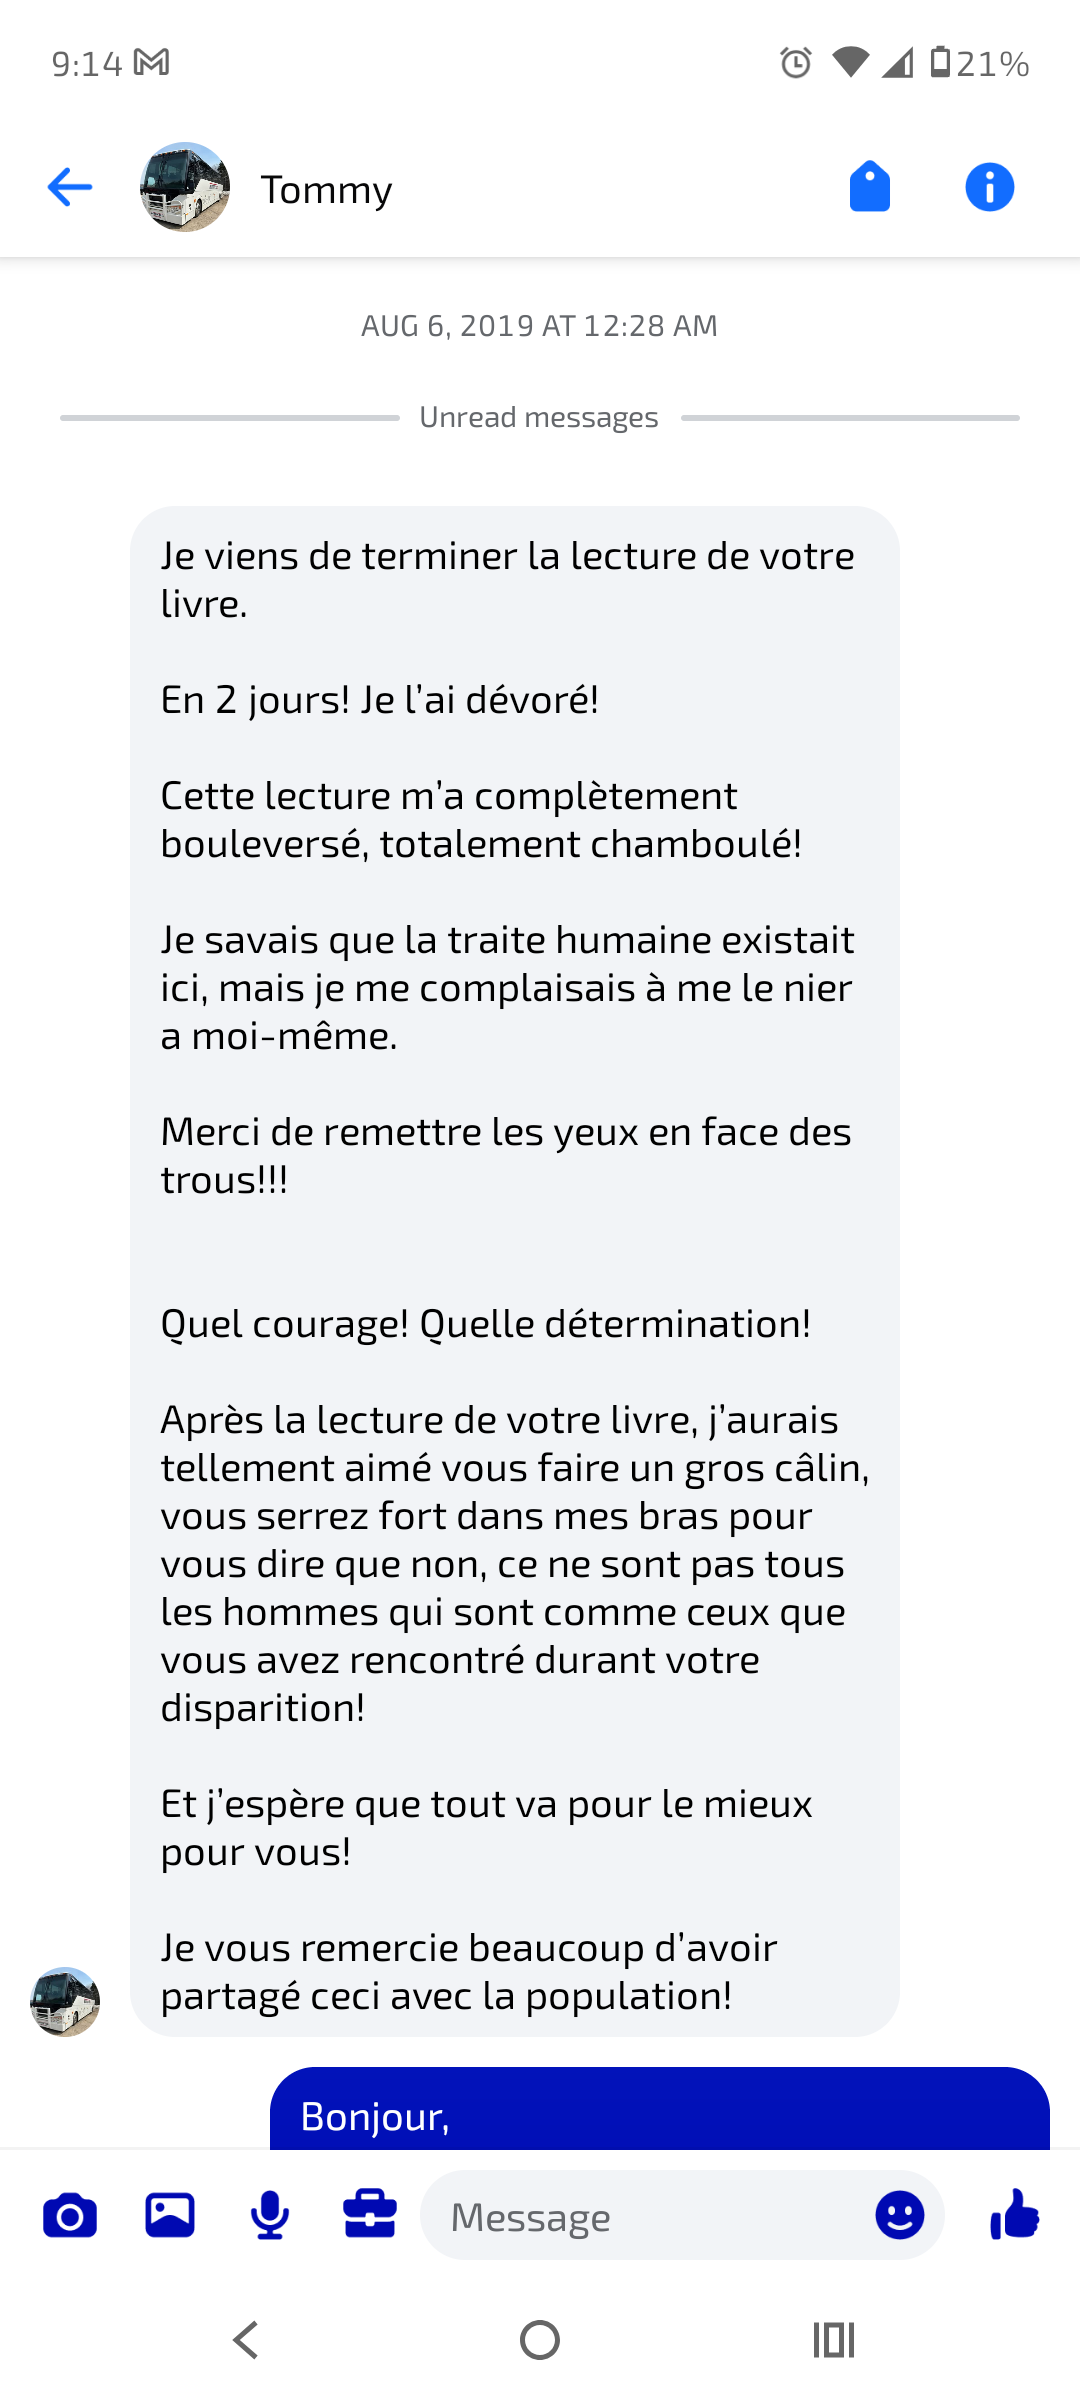 9:14
21%
Tommy
AUG 6, 2019 AT 12:28 AM
Unread messages
Je viens de terminer la lecture de votre
livre.
En 2 jours! Je l’ai dévoré!
Cette lecture m’a complètement
bouleversé, totalement chamboulé!
Je savais que la traite humaine existait
ici, mais je me complaisais à me le nier
a moi-même.
Merci de remettre les yeux en face des
trous!!!
Quel courage! Quelle détermination!
Après la lecture de votre livre, j’aurais
tellement aimé vous faire un gros câlin,
vous serrez fort dans mes bras pour
vous dire que non, ce ne sont pas tous
les hommes qui sont comme ceux que
vous avez rencontré durant votre
disparition!
Et j’espère que tout va pour le mieux
pour vous!
Je vous remercie beaucoup d’avoir
partagé ceci avec la population!
Bonjour,
Message